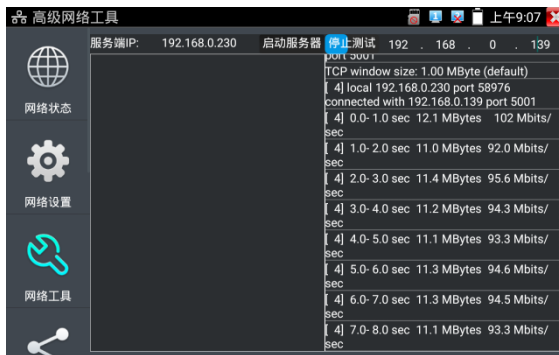 高级网络工具 上午9:07
服务端IP: 192.168.0.230 启动服务器 停止测试 192 . 168 . 0 . 139
port 5001
TCP window size: 1.00 MByte (default)
[ 4] local 192.168.0.230 port 58976
connected with 192.168.0.139 port 5001
[ 4] 0.0- 1.0 sec 12.1 MBytes 102 Mbits/
sec
[ 4] 1.0- 2.0 sec 11.0 MBytes 92.0 Mbits/
sec
[ 4] 2.0- 3.0 sec 11.4 MBytes 95.6 Mbits/
sec
[ 4] 3.0- 4.0 sec 11.2 MBytes 94.3 Mbits/
sec
[ 4] 4.0- 5.0 sec 11.1 MBytes 93.3 Mbits/
sec
[ 4] 5.0- 6.0 sec 11.3 MBytes 94.6 Mbits/
sec
[ 4] 6.0- 7.0 sec 11.3 MBytes 94.5 Mbits/
sec
[ 4] 7.0- 8.0 sec 11.1 MBytes 93.3 Mbits/
sec
网络状态
网络设置
网络工具